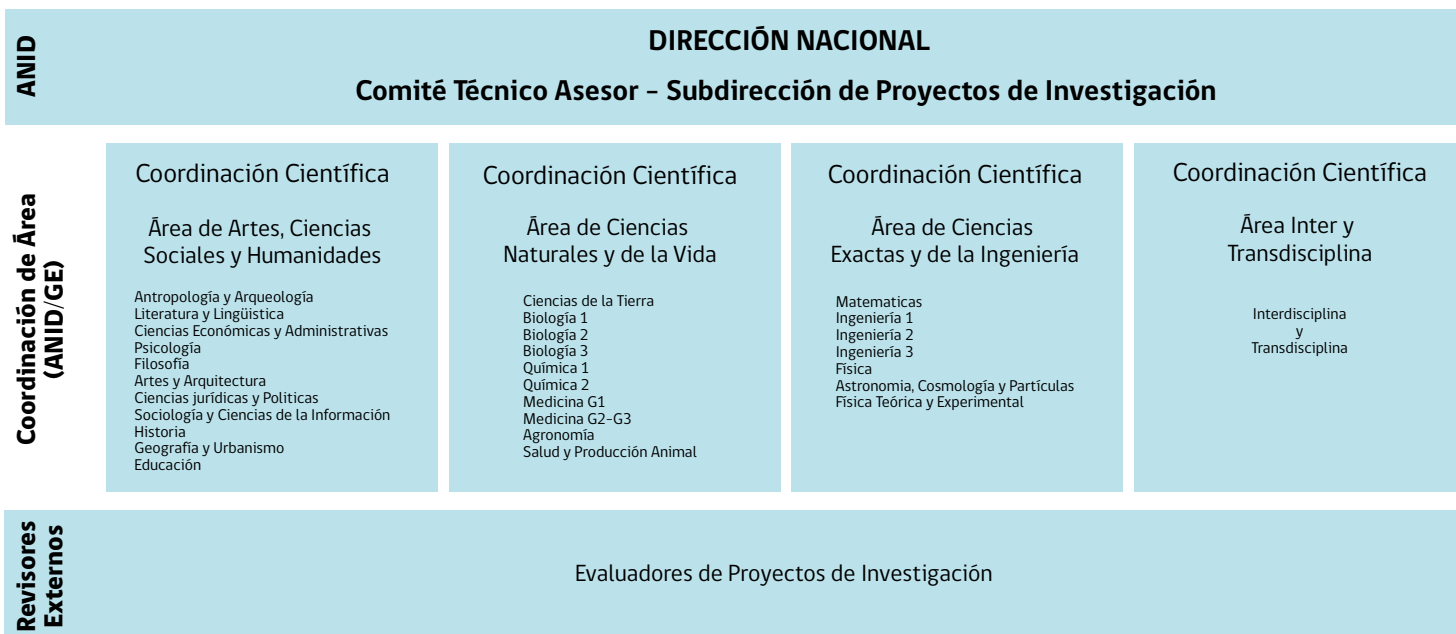 ANID
DIRECCIÓN NACIONAL
Comité Técnico Asesor – Subdirección de Proyectos de Investigación
Coordinación de Área
(ANID/GE)
Coordinación Científica
Área de Artes, Ciencias
Sociales y Humanidades
Antropología y Arqueología
Literatura y Lingüistica
Ciencias Económicas y Administrativas
Psicología
Filosofía
Artes y Arquitectura
Ciencias jurídicas y Politicas
Sociología y Ciencias de la Información
Historia
Geografía y Urbanismo
Educación
Coordinación Científica
Área de Ciencias
Naturales y de la Vida
Ciencias de la Tierra
Biología 1
Biología 2
Biología 3
Química 1
Química 2
Medicina G1
Medicina G2-G3
Agronomía
Salud y Producción Animal
Coordinación Científica
Área de Ciencias
Exactas y de la Ingeniería
Matematicas
Ingeniería 1
Ingeniería 2
Ingeniería 3
Física
Astronomia, Cosmología y Partículas
Física Teórica y Experimental
Coordinación Científica
Área Inter y
Transdisciplina
Interdisciplina
y
Transdisciplina
Revisores
Externos
Evaluadores de Proyectos de Investigación